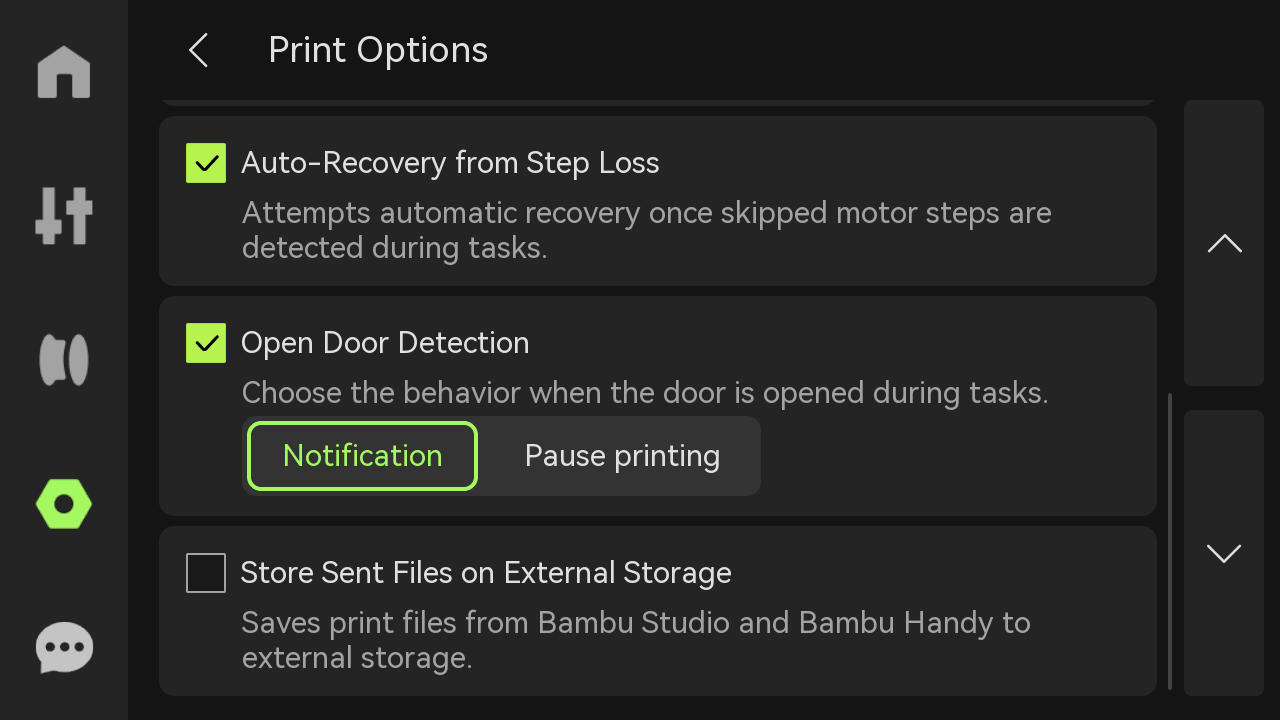 Print Options
Auto-Recovery from Step Loss
Attempts automatic recovery once skipped motor steps are
detected during tasks.
Open Door Detection
Choose the behavior when the door is opened during tasks.
Notification
Pause printing
Store Sent Files on External Storage
Saves print files from Bambu Studio and Bambu Handy to
external storage.